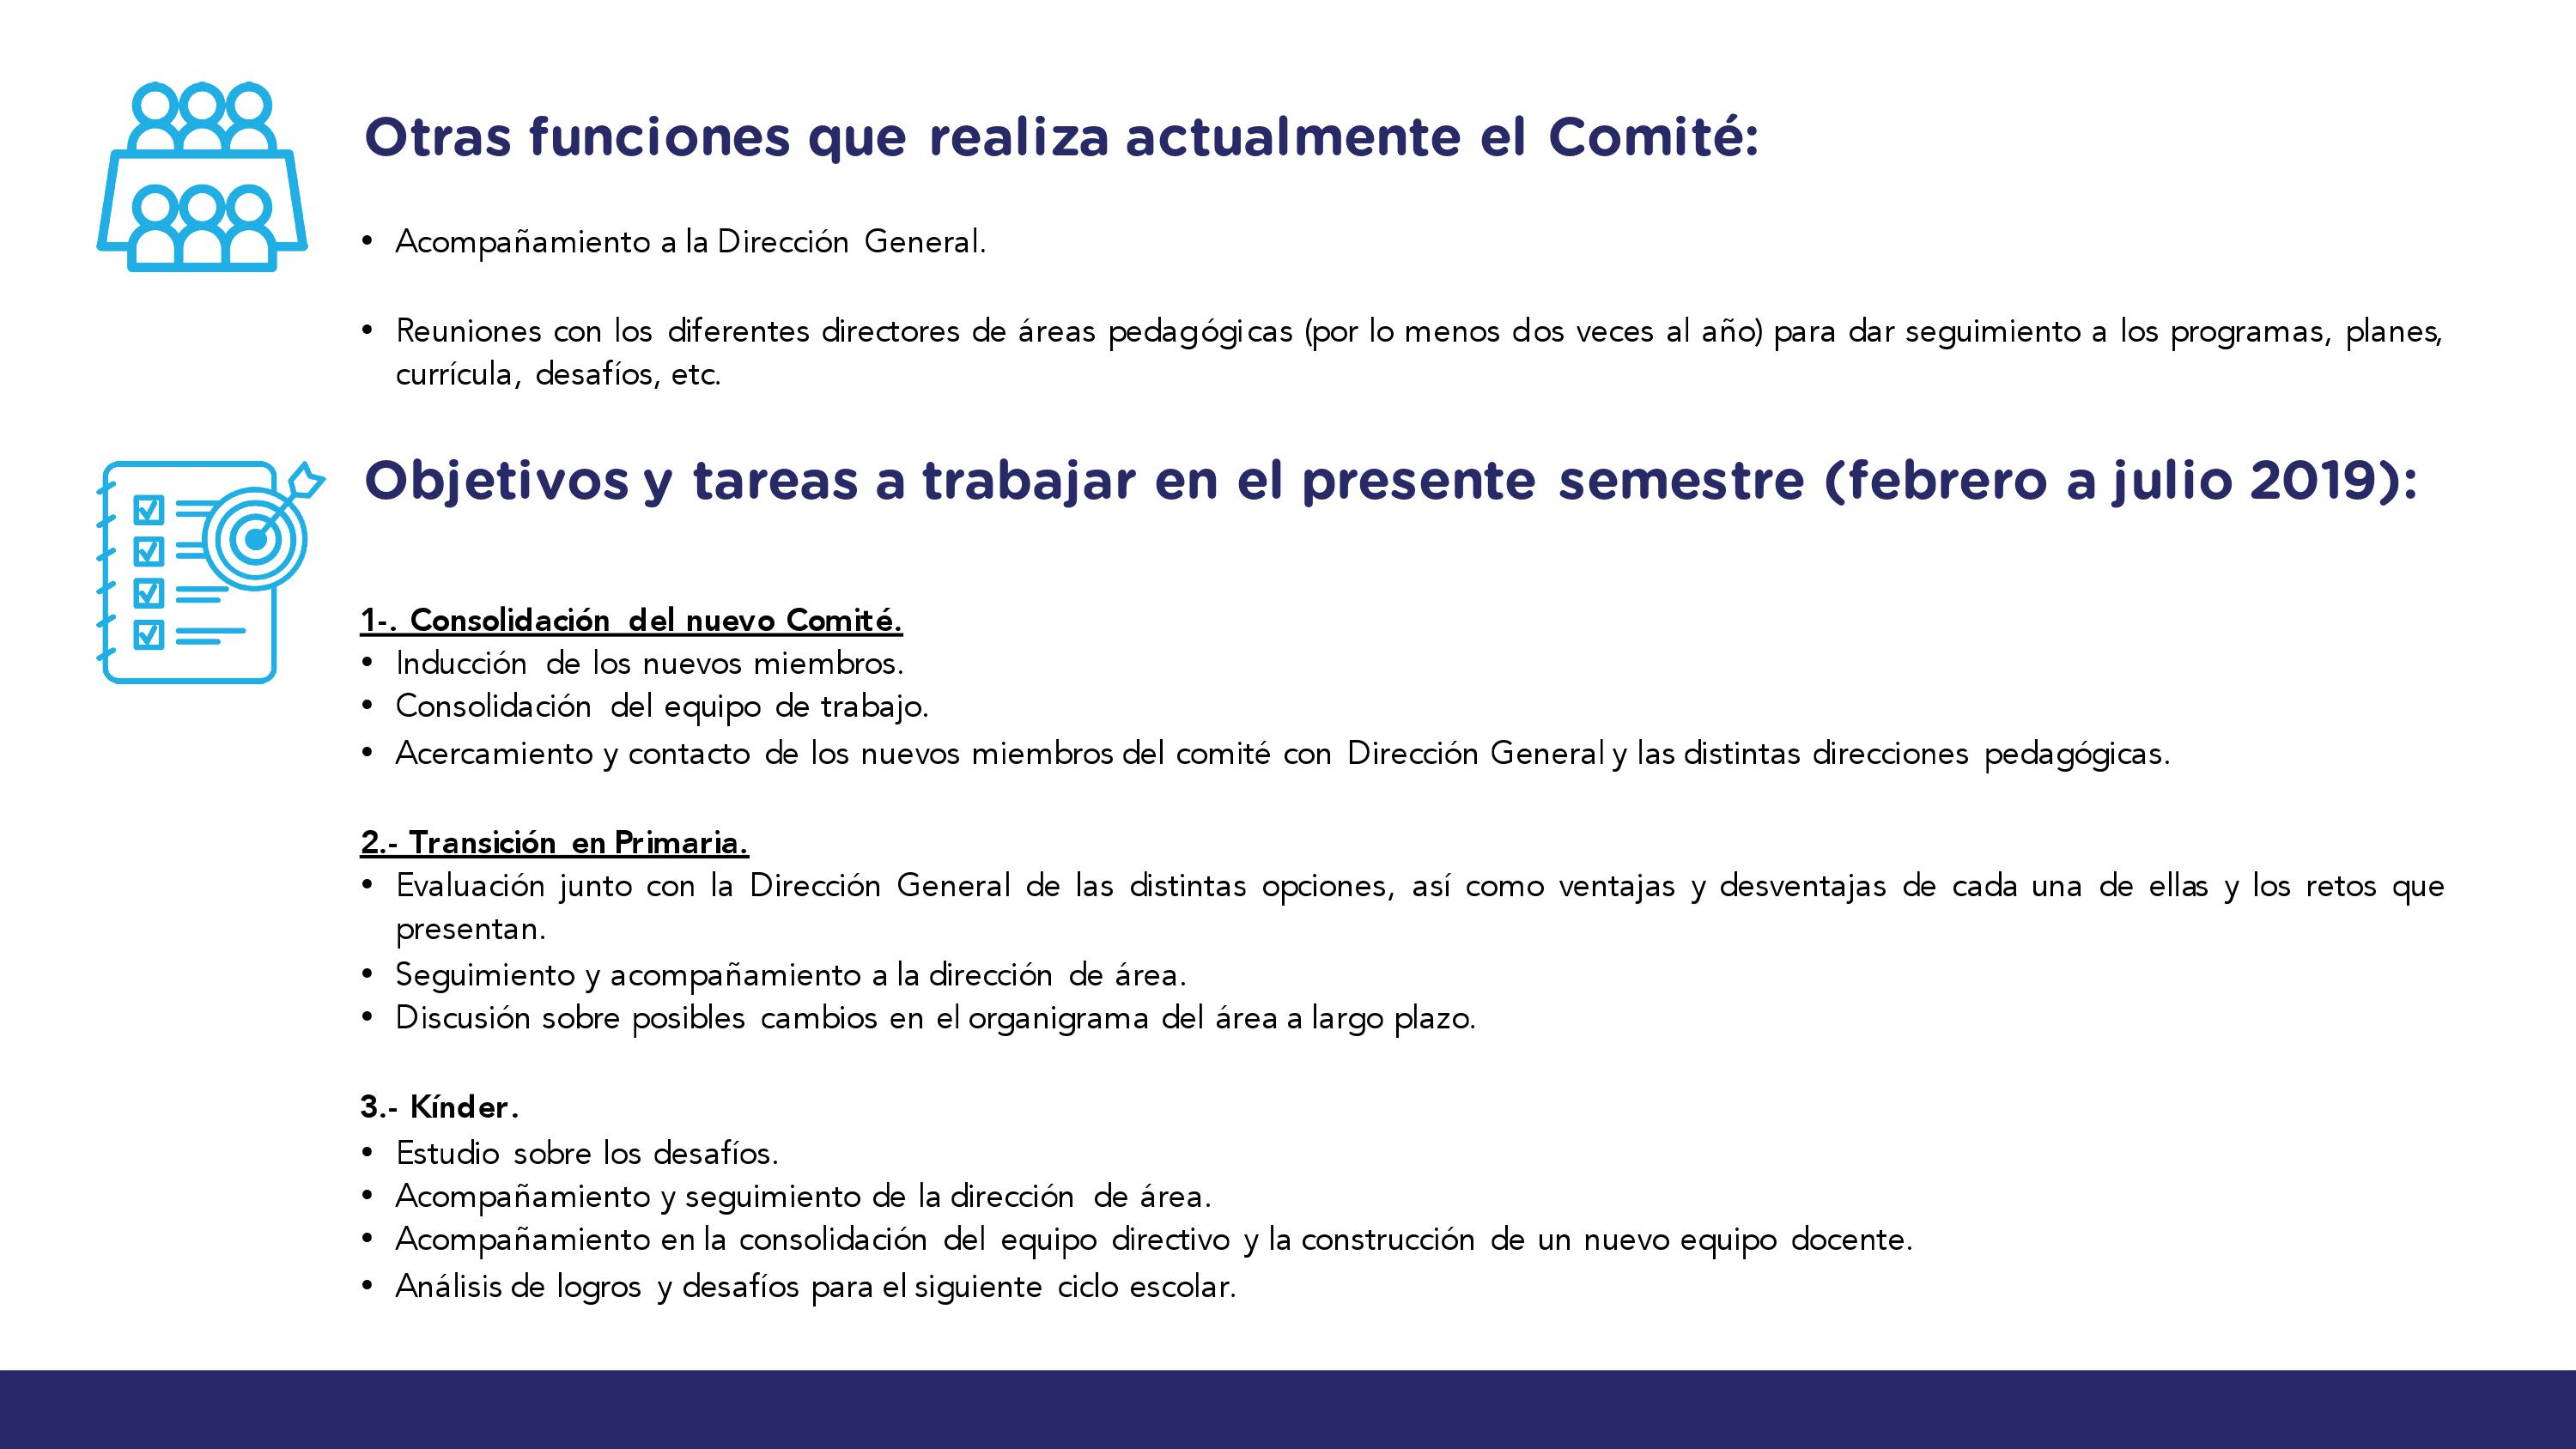 Otras funciones que realiza actualmente el Comité:
• Acompañamiento a la Dirección General.
• Reuniones con los diferentes directores de áreas pedagógicas (por lo menos dos veces al año) para dar seguimiento a los programas, planes,
currícula, desafíos, etc.
Objetivos y tareas a trabajar en el presente semestre (febrero a julio 2019):
1-. Consolidación del nuevo Comité.
• Inducción de los nuevos miembros.
• Consolidación del equipo de trabajo.
• Acercamiento y contacto de los nuevos miembros del comité con Dirección General y las distintas direcciones pedagógicas.
2.- Transición en Primaria.
• Evaluación junto con la Dirección General de las distintas opciones, así como ventajas y desventajas de cada una de ellas y los retos que
presentan.
• Seguimiento y acompañamiento a la dirección de área.
• Discusión sobre posibles cambios en el organigrama del área a largo plazo.
3.- Kínder.
• Estudio sobre los desafíos.
• Acompañamiento y seguimiento de la dirección de área.
• Acompañamiento en la consolidación del equipo directivo y la construcción de un nuevo equipo docente.
• Análisis de logros y desafíos para el siguiente ciclo escolar.